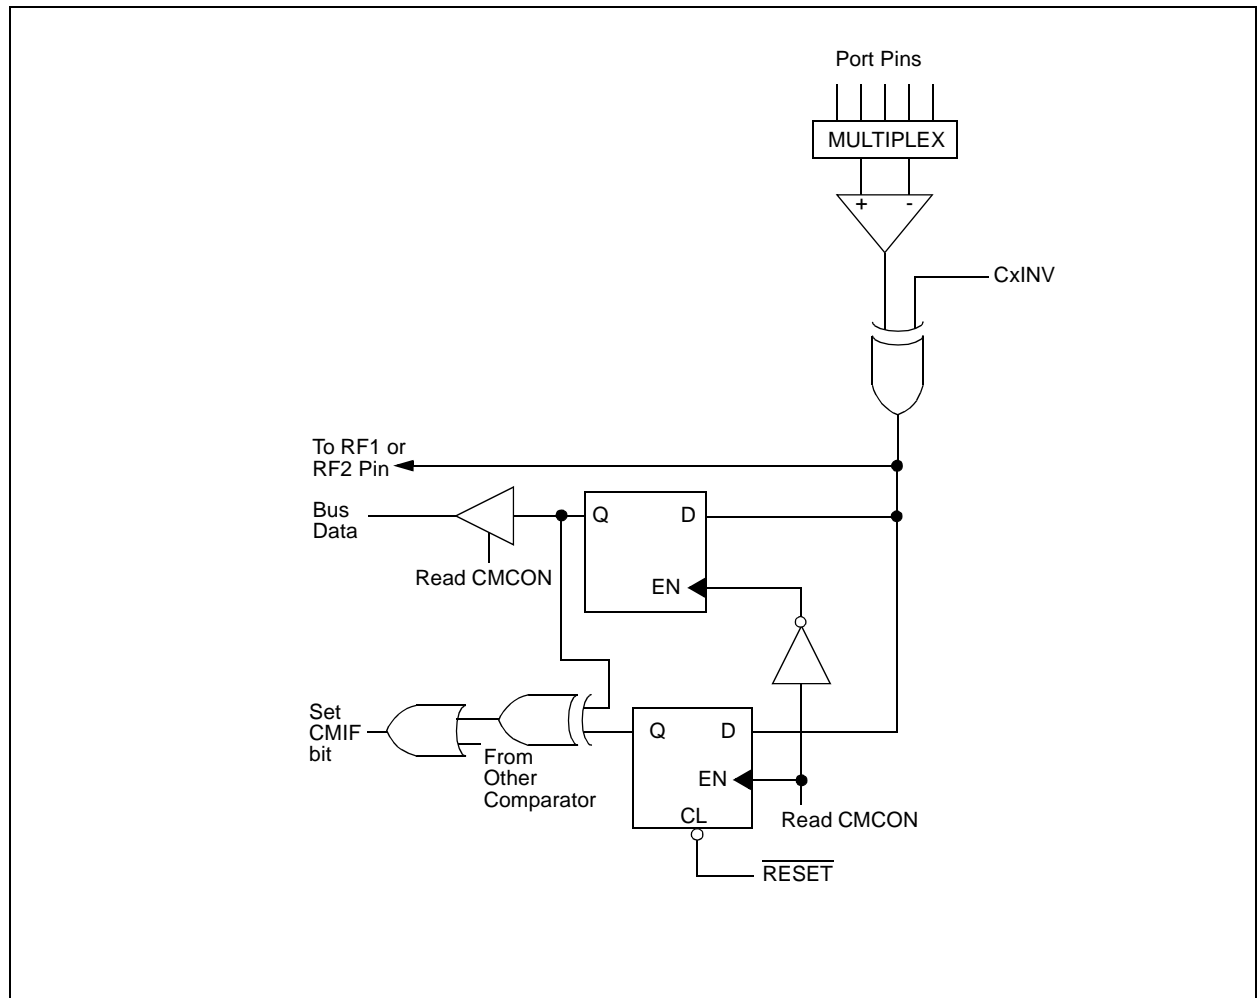 Port Pins
MULTIPLEX
+ -
CxINV
To RF1 or
RF2 Pin
Bus
Data
Q D
EN
Read CMCON
Set
CMIF
bit
From
Other
Comparator
Q D
EN
CL
Read CMCON
RESET